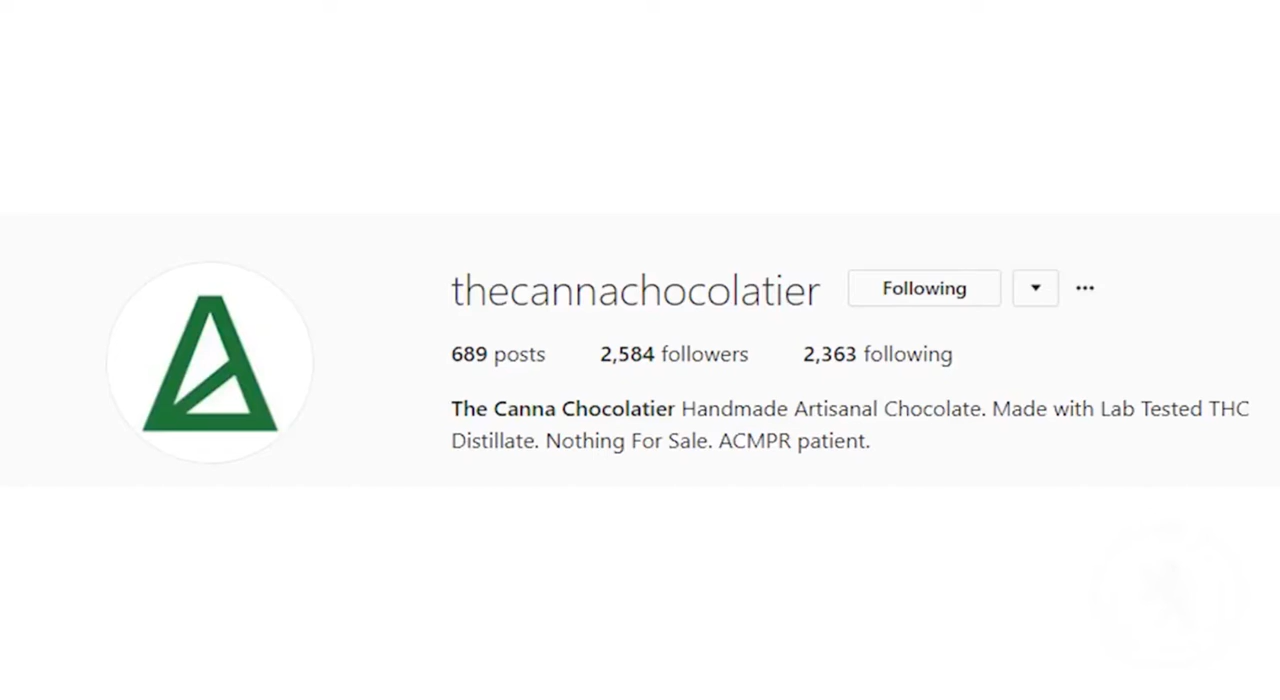 thecannachocolatier Following
689 posts 2,584 followers 2,363 following
The Canna Chocolatier Handmade Artisanal Chocolate. Made with Lab Tested THC
Distillate. Nothing For Sale. ACMPR patient.